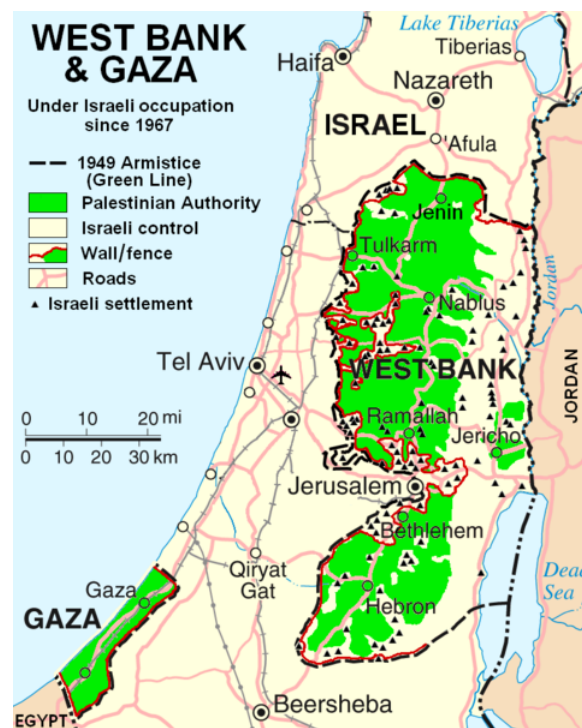 WEST BANK
& GAZA
Under Israeli occupation
since 1967
1949 Armistice
(Green Line)
Palestinian Authority
Israeli control
Wall/fence
Roads
Israeli settlement
Lake Tiberias
Tiberias
Haifa
Nazareth
ISRAEL
'Afula
Jenin
Tulkarm
Nablus
Jordan
Tel Aviv
WEST BANK
JORDAN
0 10 20 mi
0 10 20 30 km
Ramallah
Jericho
Jerusalem
Bethlehem
Qiryat
Gat
Dead
Sea
Gaza
Hebron
GAZA
Beersheba
EGYPT